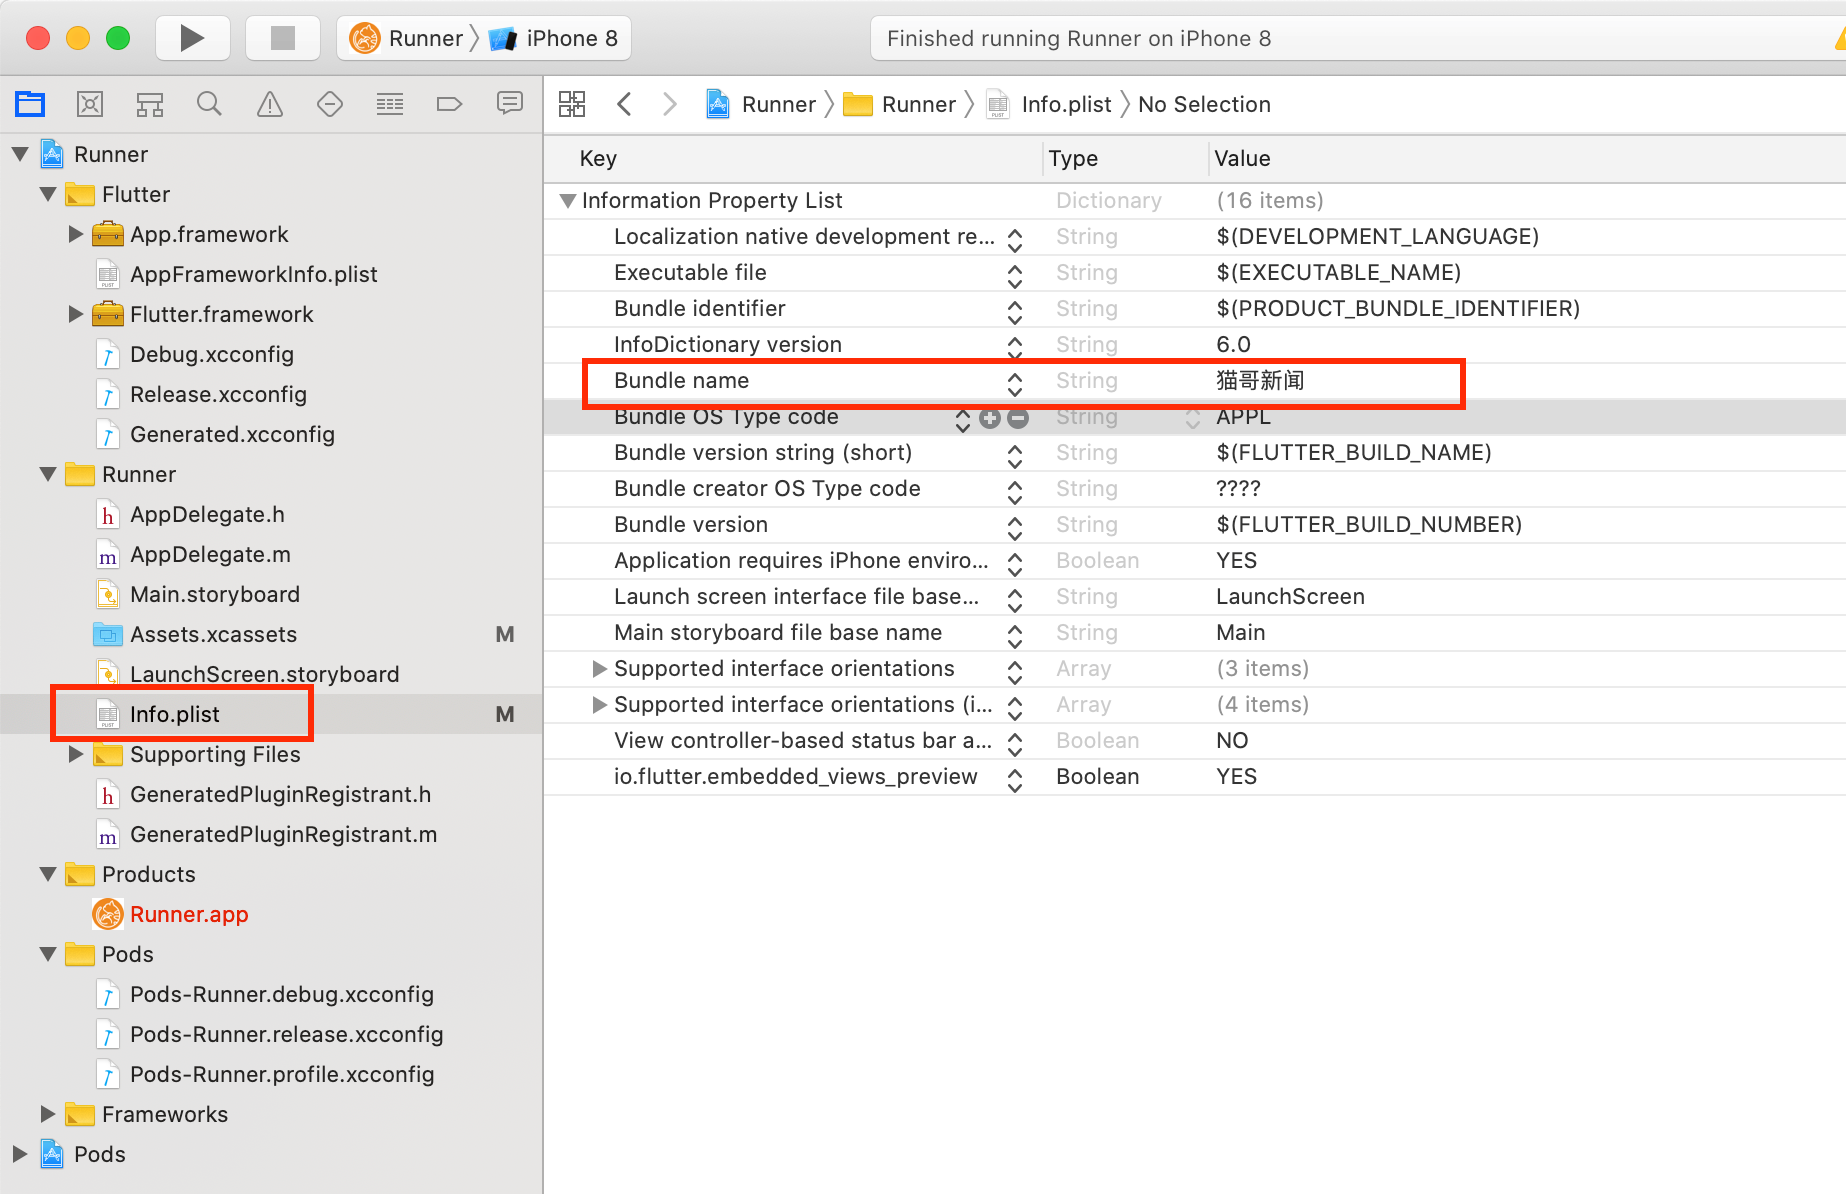 Runner iPhone 8
Finished running Runner on iPhone 8
Runner Runner Info.plist No Selection
Runner
Flutter
App.framework
AppFrameworkInfo.plist
Flutter.framework
Debug.xcconfig
Release.xcconfig
Generated.xcconfig
Runner
h AppDelegate.h
m AppDelegate.m
Main.storyboard
Assets.xcassets M
LaunchScreen.storyboard
Info.plist M
Supporting Files
h GeneratedPluginRegistrant.h
m GeneratedPluginRegistrant.m
Products
Runner.app
Pods
Pods-Runner.debug.xcconfig
Pods-Runner.release.xcconfig
Pods-Runner.profile.xcconfig
Frameworks
Pods
Key Type Value
Information Property List Dictionary (16 items)
Localization native development re... String $(DEVELOPMENT_LANGUAGE)
Executable file String $(EXECUTABLE_NAME)
Bundle identifier String $(PRODUCT_BUNDLE_IDENTIFIER)
InfoDictionary version String 6.0
Bundle name String 猫哥新闻
Bundle OS Type code String APPL
Bundle version string (short) String $(FLUTTER_BUILD_NAME)
Bundle creator OS Type code String ????
Bundle version String $(FLUTTER_BUILD_NUMBER)
Application requires iPhone enviro... Boolean YES
Launch screen interface file base... String LaunchScreen
Main storyboard file base name String Main
Supported interface orientations Array (3 items)
Supported interface orientations (i... Array (4 items)
View controller-based status bar a... Boolean NO
io.flutter.embedded_views_preview Boolean YES